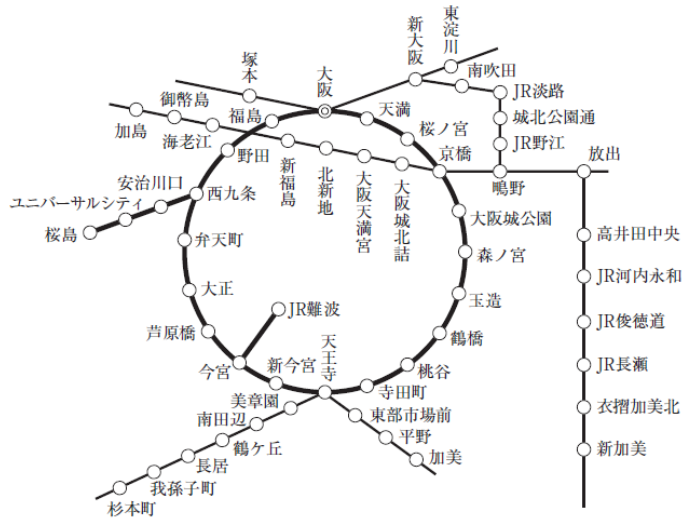 東淀川
新大阪
南吹田
大阪
塚本
JR淡路
御幣島
福島
天満
加島
城北公園通
海老江
桜ノ宮
JR野江
野田
京橋
放出
新福島
北新地
大阪天満宮
大阪城北詰
鴫野
安治川口
西九条
ユニバーサルシティ
桜島
大阪城公園
弁天町
高井田中央
森ノ宮
JR河内永和
大正
玉造
JR難波
JR俊徳道
芦原橋
鶴橋
天王寺
今宮
新今宮
桃谷
JR長瀬
美章園
寺田町
南田辺
東部市場前
衣摺加美北
鶴ケ丘
平野
長居
加美
新加美
我孫子町
杉本町